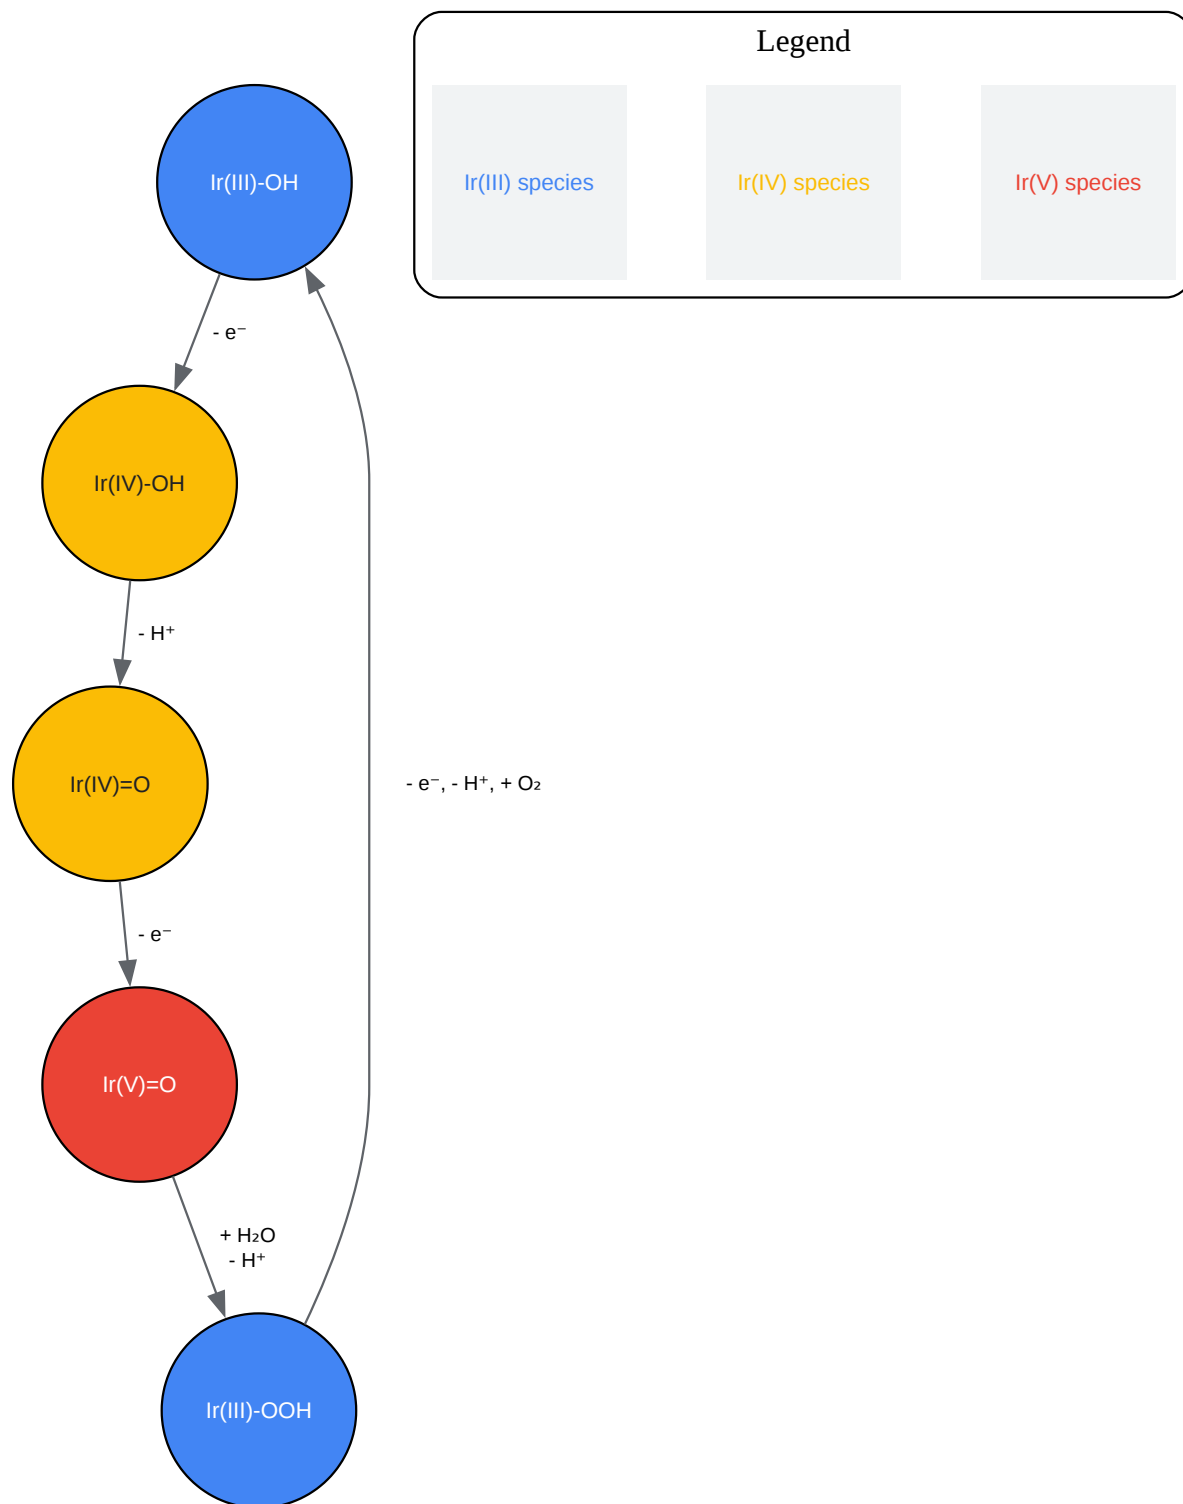 Legend
Ir(III) species
Ir(IV) species
Ir(V) species
Ir(III)-OH
- e⁻
Ir(IV)-OH
- H⁺
Ir(IV)=O
- e⁻, - H⁺, + O₂
- e⁻
Ir(V)=O
+ H₂O
- H⁺
Ir(III)-OOH